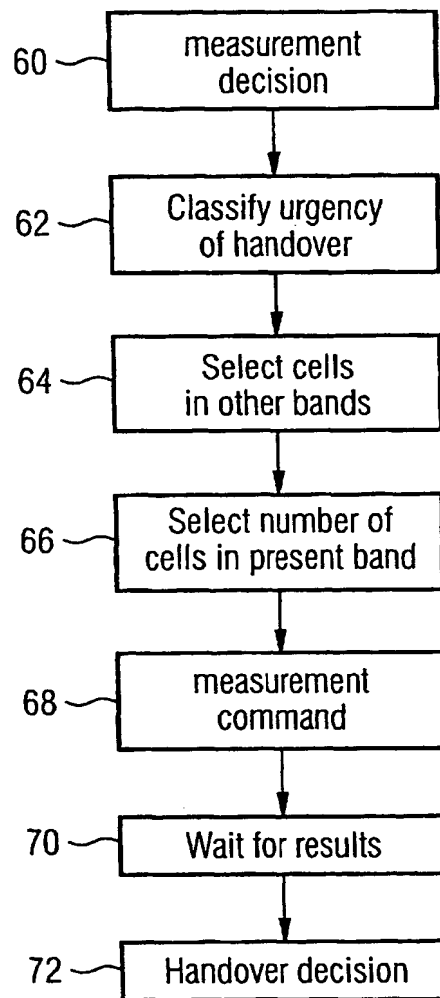 60
measurement
decision
62
Classify urgency
of handover
64
Select cells
in other bands
66
Select number of
cells in present band
68
measurement
command
70
Wait for results
72
Handover decision